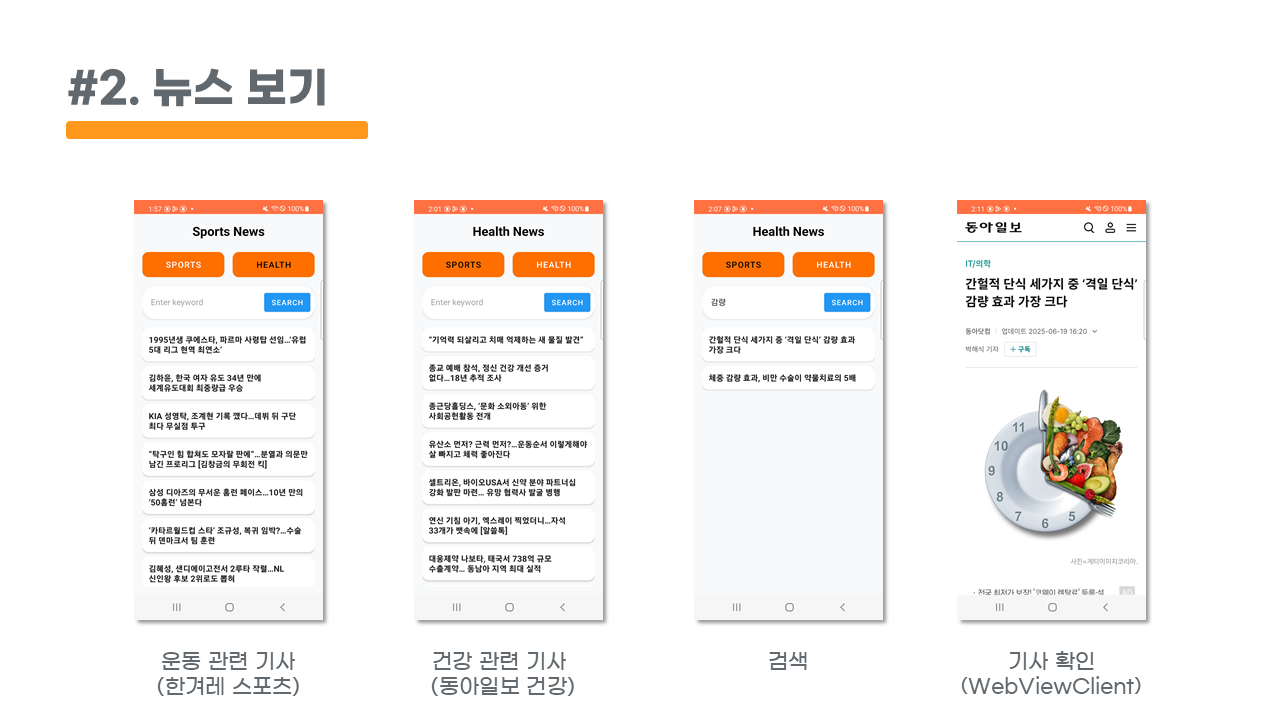 #2. 뉴스 보기
1:57
100%
Sports News
SPORTS
HEALTH
Enter keyword
SEARCH
1995년생 쿠에스타, 파르마 사령탑 선임…'유럽
5대 리그 현역 최연소'
김하윤, 한국 여자 유도 34년 만에
세계유도대회 최중량급 우승
KIA 성영탁, 조계현 기록 깼다…데뷔 뒤 구단
최다 무실점 투구
"탁구인 힘 합쳐도 모자랄 판에"…분열과 의문만
남긴 프로리그 [김창금의 무회전 킥]
삼성 디아즈의 무서운 홈런 페이스…10년 만의
'50홈런' 넘본다
'카타르월드컵 스타' 조규성, 복귀 임박?…수술
뒤 덴마크서 팀 훈련
김혜성, 샌디에이고전서 2루타 작렬…NL
신인왕 후보 2위로도 뽑혀
운동 관련 기사
(한겨레 스포츠)
2:01
100%
Health News
SPORTS
HEALTH
Enter keyword
SEARCH
"기억력 되살리고 치매 억제하는 새 물질 발견"
종교 예배 참석, 정신 건강 개선 증거
없다…18년 추적 조사
종근당홀딩스, '문화 소외아동' 위한
사회공헌활동 전개
유산소 먼저? 근력 먼저?…운동순서 이렇게해야
살 빠지고 체력 좋아진다
셀트리온, 바이오USA서 신약 분야 파트너십
강화 발판 마련… 유망 협력사 발굴 병행
연신 기침 아기, 엑스레이 찍었더니…자석
33개가 뱃속에 [알쓸톡]
대웅제약 나보타, 태국서 738억 규모
수출계약… 동남아 지역 최대 실적
건강 관련 기사
(동아일보 건강)
2:07
100%
Health News
SPORTS
HEALTH
감량
SEARCH
간헐적 단식 세가지 중 '격일 단식' 감량 효과
가장 크다
체중 감량 효과, 비만 수술이 약물치료의 5배
검색
2:11
100%
동아일보
IT/의학
간헐적 단식 세가지 중 '격일 단식'
감량 효과 가장 크다
동아닷컴
업데이트 2025-06-19 16:20
박해식 기자
+ 구독
11
10
9
8
7
6
5
사진=게티이미지코리아.
AD
기사 확인
(WebViewClient)